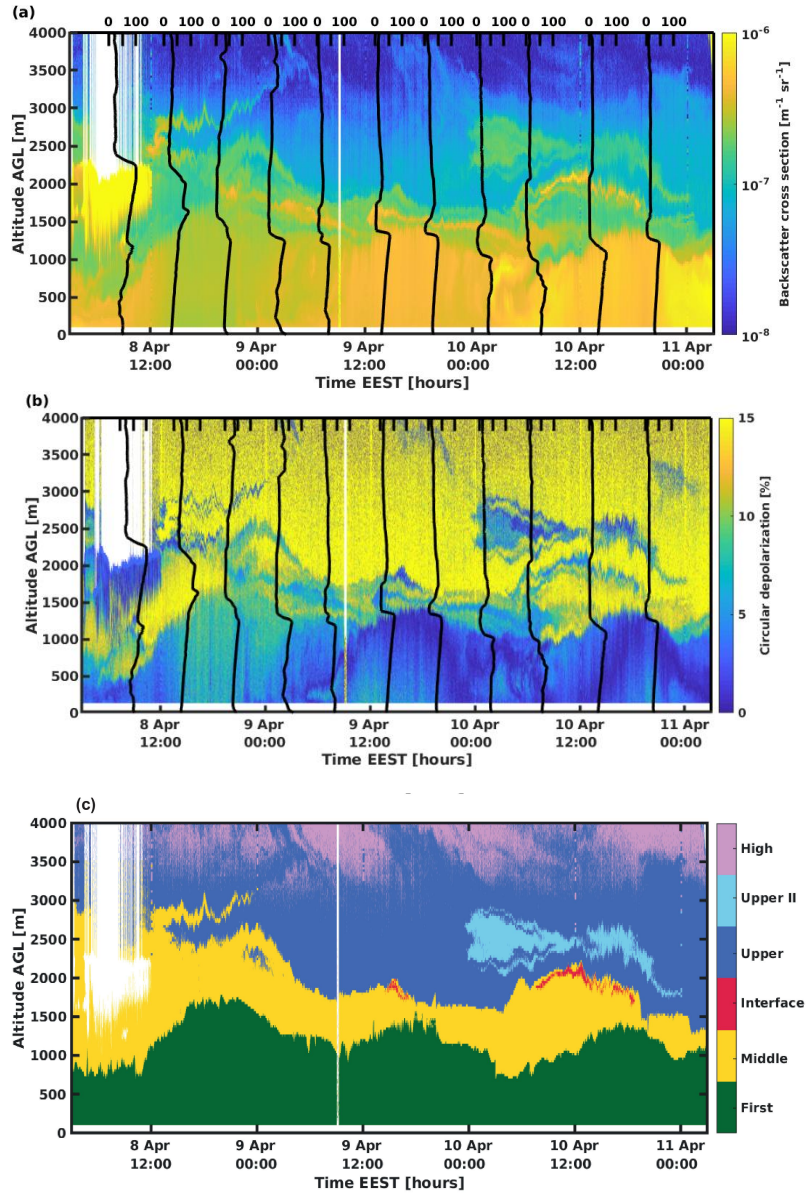 (a)
0 100 0 100 0 100 0 100 0 100 0 100 0 100 0 100 0 100 0 100 0 100
4000
3500
3000
2500
2000
1500
1000
500
0
Altitude AGL [m]
8 Apr 9 Apr 9 Apr 10 Apr 10 Apr 11 Apr
12:00 00:00 12:00 00:00 12:00 00:00
Time EEST [hours]
10-6
10-7
10-8
Backscatter cross section [m-1 sr-1]
(b)
4000
3500
3000
2500
2000
1500
1000
500
0
Altitude AGL [m]
8 Apr 9 Apr 9 Apr 10 Apr 10 Apr 11 Apr
12:00 00:00 12:00 00:00 12:00 00:00
Time EEST [hours]
15
10
5
0
Circular depolarization [%]
(c)
4000
3500
3000
2500
2000
1500
1000
500
0
Altitude AGL [m]
8 Apr 9 Apr 9 Apr 10 Apr 10 Apr 11 Apr
12:00 00:00 12:00 00:00 12:00 00:00
Time EEST [hours]
High
Upper II
Upper
Interface
Middle
First